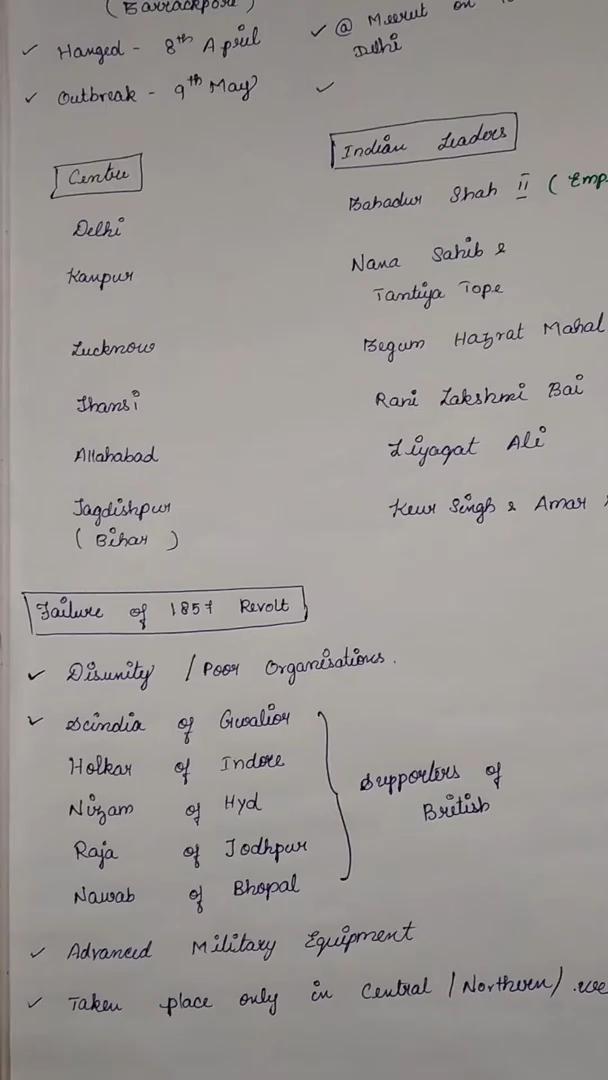 (Barrackpore)
✓ Hanged - 8th April
✓ Outbreak - 9th May
✓ @ Meerut on
Delhi
✓
Centre
Indian Leaders
Delhi
Bahadur Shah II (Emp
Kanpur
Nana Sahib &
Tantiya Tope
Lucknow
Begum Hazrat Mahal
Jhansi
Rani Lakshmi Bai
Allahabad
Liyaqat Ali
Jagdishpur
(Bihar)
Keur Singh & Amar
Failure of 1857 Revolt
✓ Disunity / Poor Organisations.
✓ Scindia of Gwalior
Holkar of Indore
Nizam of Hyd
Raja of Jodhpur
Nawab of Bhopal
Supporters of
British
✓ Advanced Military Equipment
✓ Taken place only in Central / Northern /